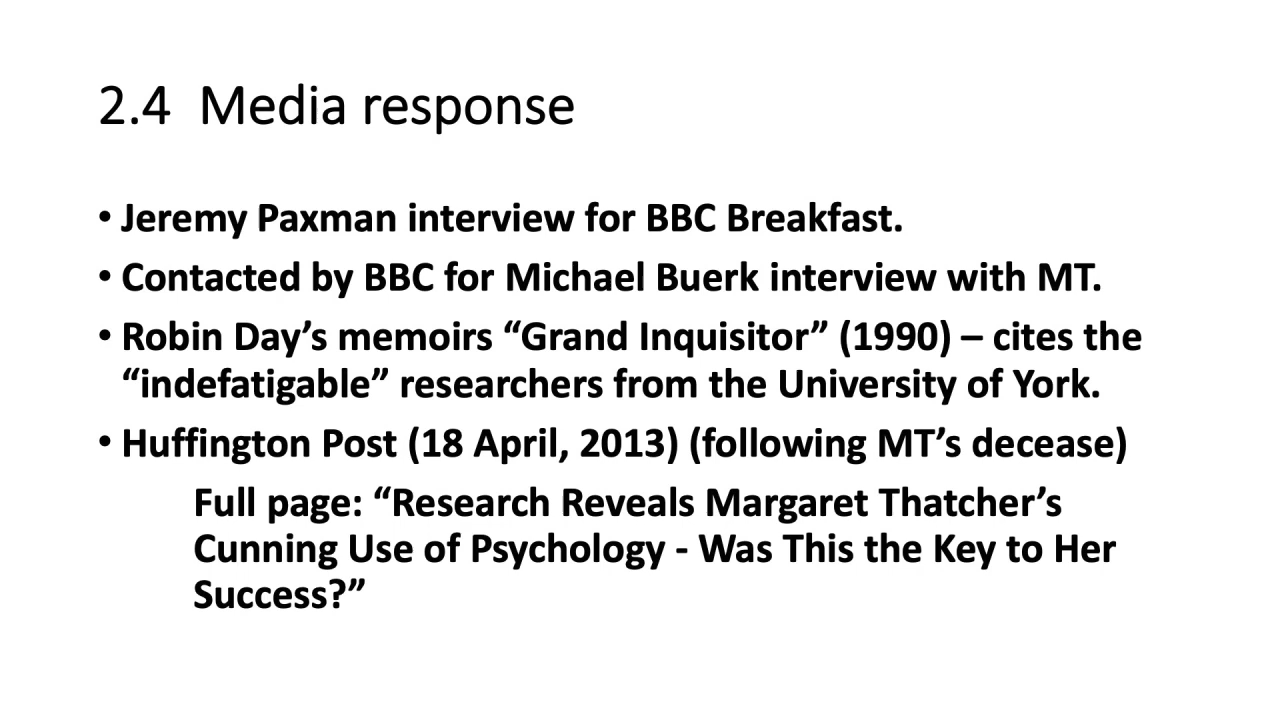 2.4  Media response
• Jeremy Paxman interview for BBC Breakfast.
• Contacted by BBC for Michael Buerk interview with MT.
• Robin Day’s memoirs “Grand Inquisitor” (1990) – cites the
“indefatigable” researchers from the University of York.
• Huffington Post (18 April, 2013) (following MT’s decease)
Full page: “Research Reveals Margaret Thatcher’s
Cunning Use of Psychology - Was This the Key to Her
Success?”